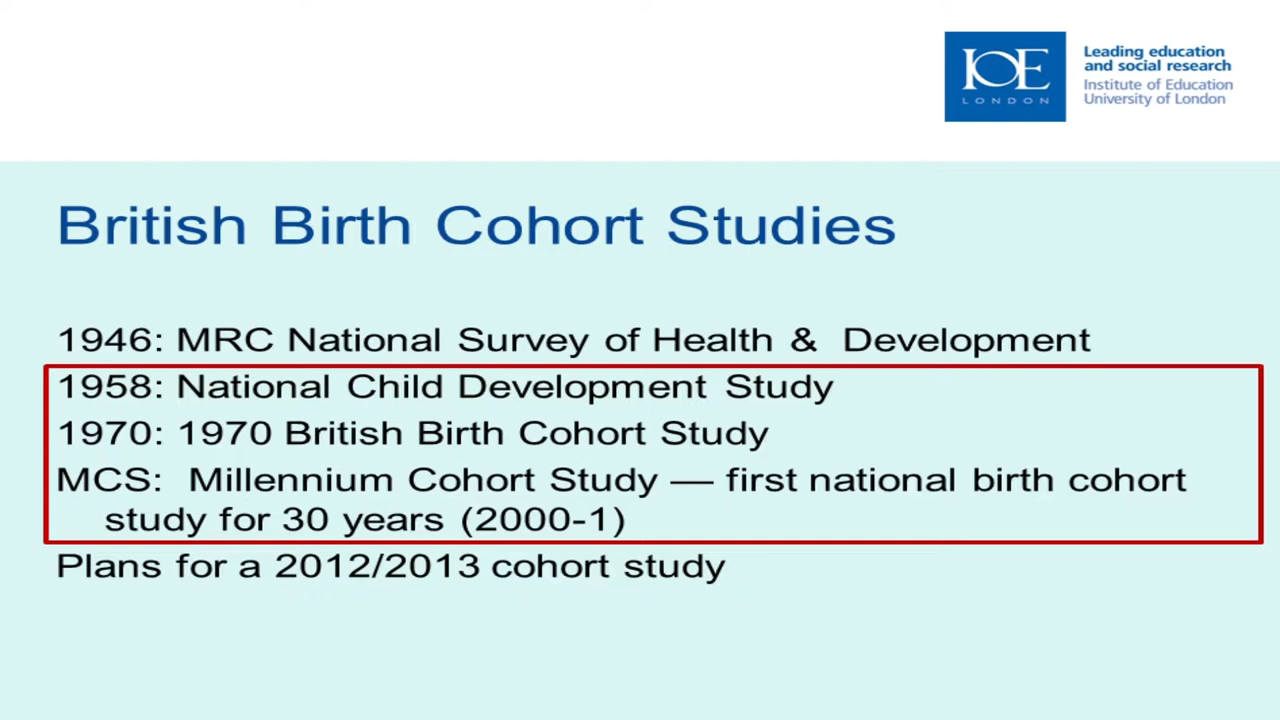 IOE
LONDON
Leading education
and social research
Institute of Education
University of London
British Birth Cohort Studies
1946: MRC National Survey of Health & Development
1958: National Child Development Study
1970: 1970 British Birth Cohort Study
MCS: Millennium Cohort Study — first national birth cohort
study for 30 years (2000-1)
Plans for a 2012/2013 cohort study